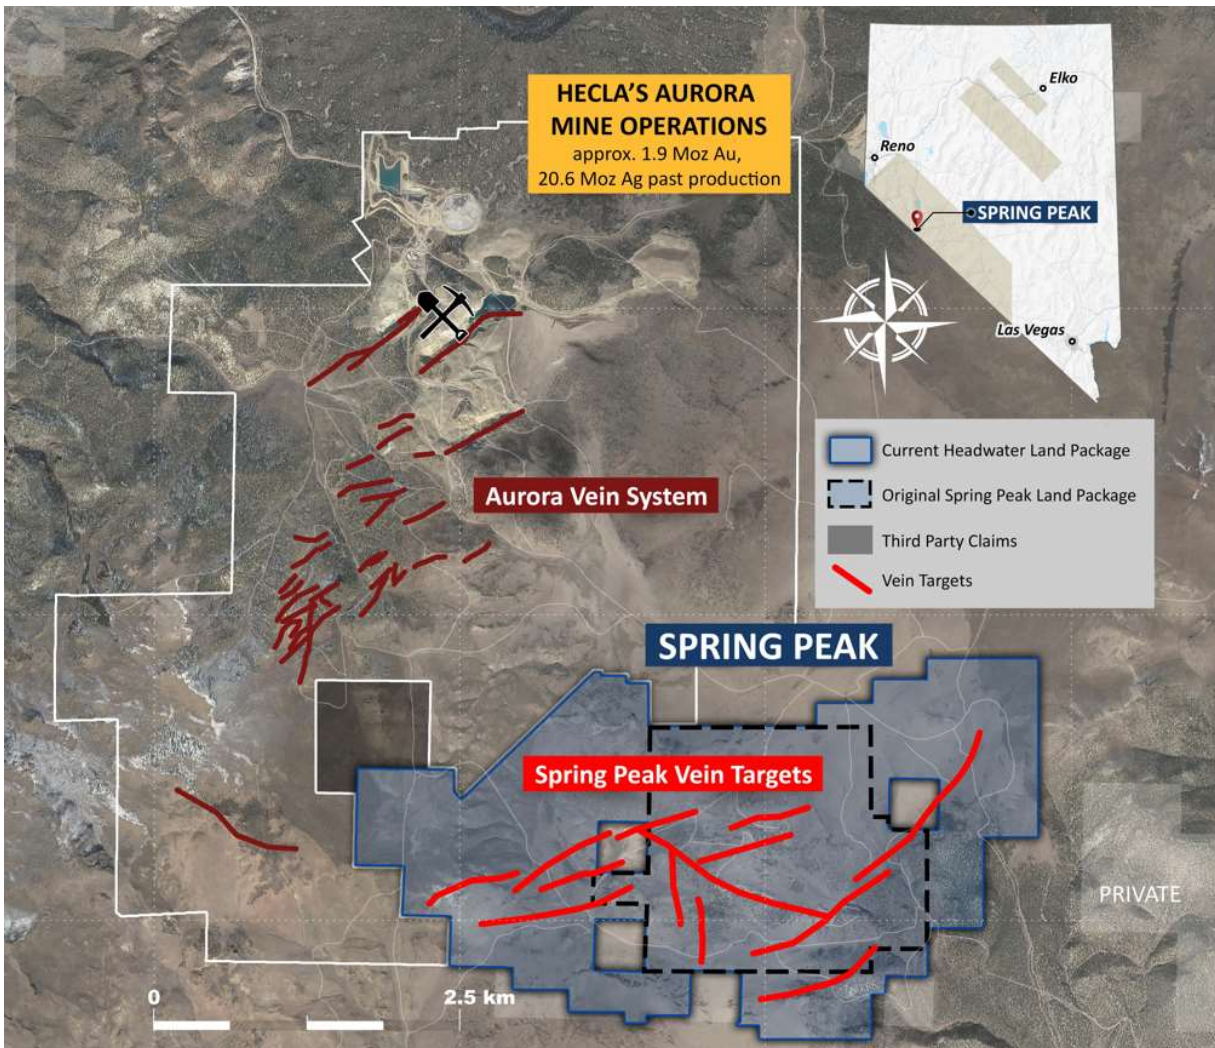 HECLA'S AURORA
MINE OPERATIONS
approx. 1.9 Moz Au,
20.6 Moz Ag past production
Elko
Reno
SPRING PEAK
Las Vegas
Current Headwater Land Package
Original Spring Peak Land Package
Third Party Claims
Vein Targets
Aurora Vein System
SPRING PEAK
Spring Peak Vein Targets
PRIVATE
0
2.5 km